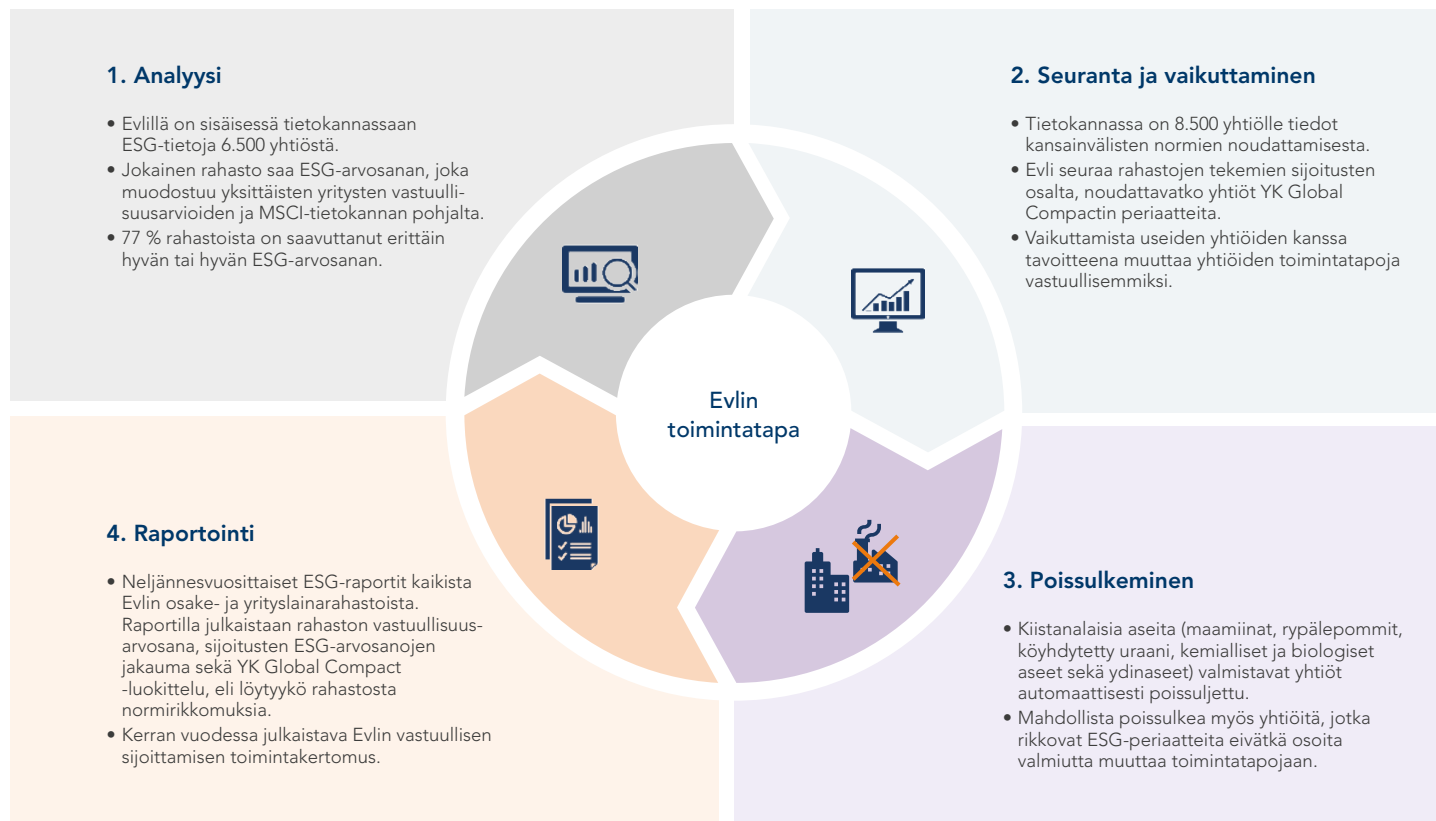 1. Analyysi
• Evlillä on sisäisessä tietokannassaan
ESG-tietoja 6.500 yhtiöstä.
• Jokainen rahasto saa ESG-arvosanan, joka
muodostuu yksittäisten yritysten vastuulli-
suusarvioiden ja MSCI-tietokannan pohjalta.
• 77 % rahastoista on saavuttanut erittäin
hyvän tai hyvän ESG-arvosanan.
2. Seuranta ja vaikuttaminen
• Tietokannassa on 8.500 yhtiölle tiedot
kansainvälisten normien noudattamisesta.
• Evli seuraa rahastojen tekemien sijoitusten
osalta, noudattavatko yhtiöt YK Global
Compactin periaatteita.
• Vaikuttamista useiden yhtiöiden kanssa
tavoitteena muuttaa yhtiöiden toimintatapoja
vastuullisemmiksi.
Evlin
toimintatapa
3. Poissulkeminen
• Kiistanalaisia aseita (maamiinat, rypälepommit,
köyhdytetty uraani, kemialliset ja biologiset
aseet sekä ydinaseet) valmistavat yhtiöt
automaattisesti poissuljettu.
• Mahdollista poissulkea myös yhtiöitä, jotka
rikkovat ESG-periaatteita eivätkä osoita
valmiutta muuttaa toimintatapojaan.
4. Raportointi
• Neljännesvuosittaiset ESG-raportit kaikista
Evlin osake- ja yrityslainarahastoista.
Raportilla julkaistaan rahaston vastuullisuus-
arvosana, sijoitusten ESG-arvosanojen
jakauma sekä YK Global Compact
-luokittelu, eli löytyykö rahastosta
normirikkomuksia.
• Kerran vuodessa julkaistava Evlin vastuullisen
sijoittamisen toimintakertomus.